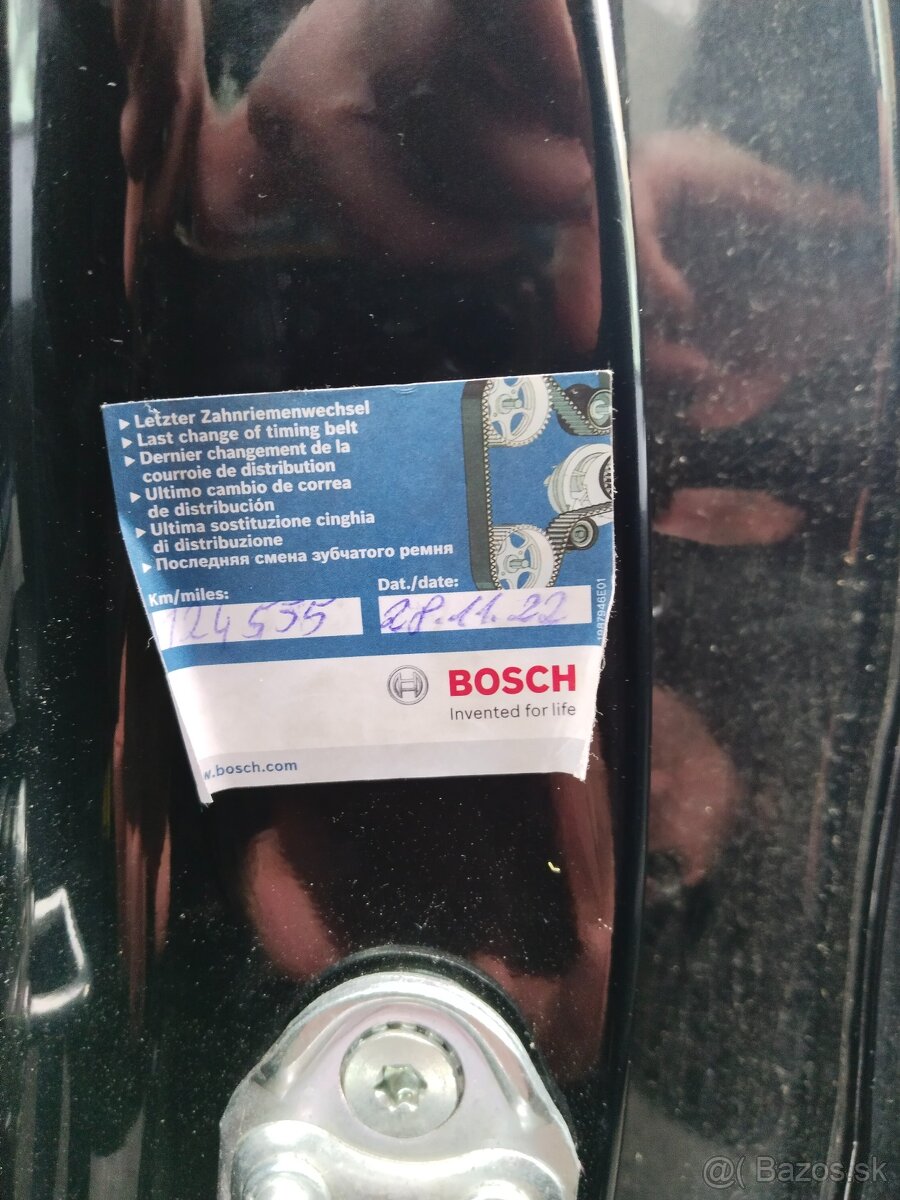 ▸ Letzter Zahnriemenwechsel
▸ Last change of timing belt
▸ Dernier changement de la
courroie de distribution
▸ Ultimo cambio de correa
de distribución
▸ Ultima sostituzione cinghia
di distribuzione
▸ Последняя смена зубчатого ремня
Km/miles:
Dat./date:
124535
28.11.22
1987946E01
BOSCH
Invented for life
w.bosch.com
@( Bazos.sk